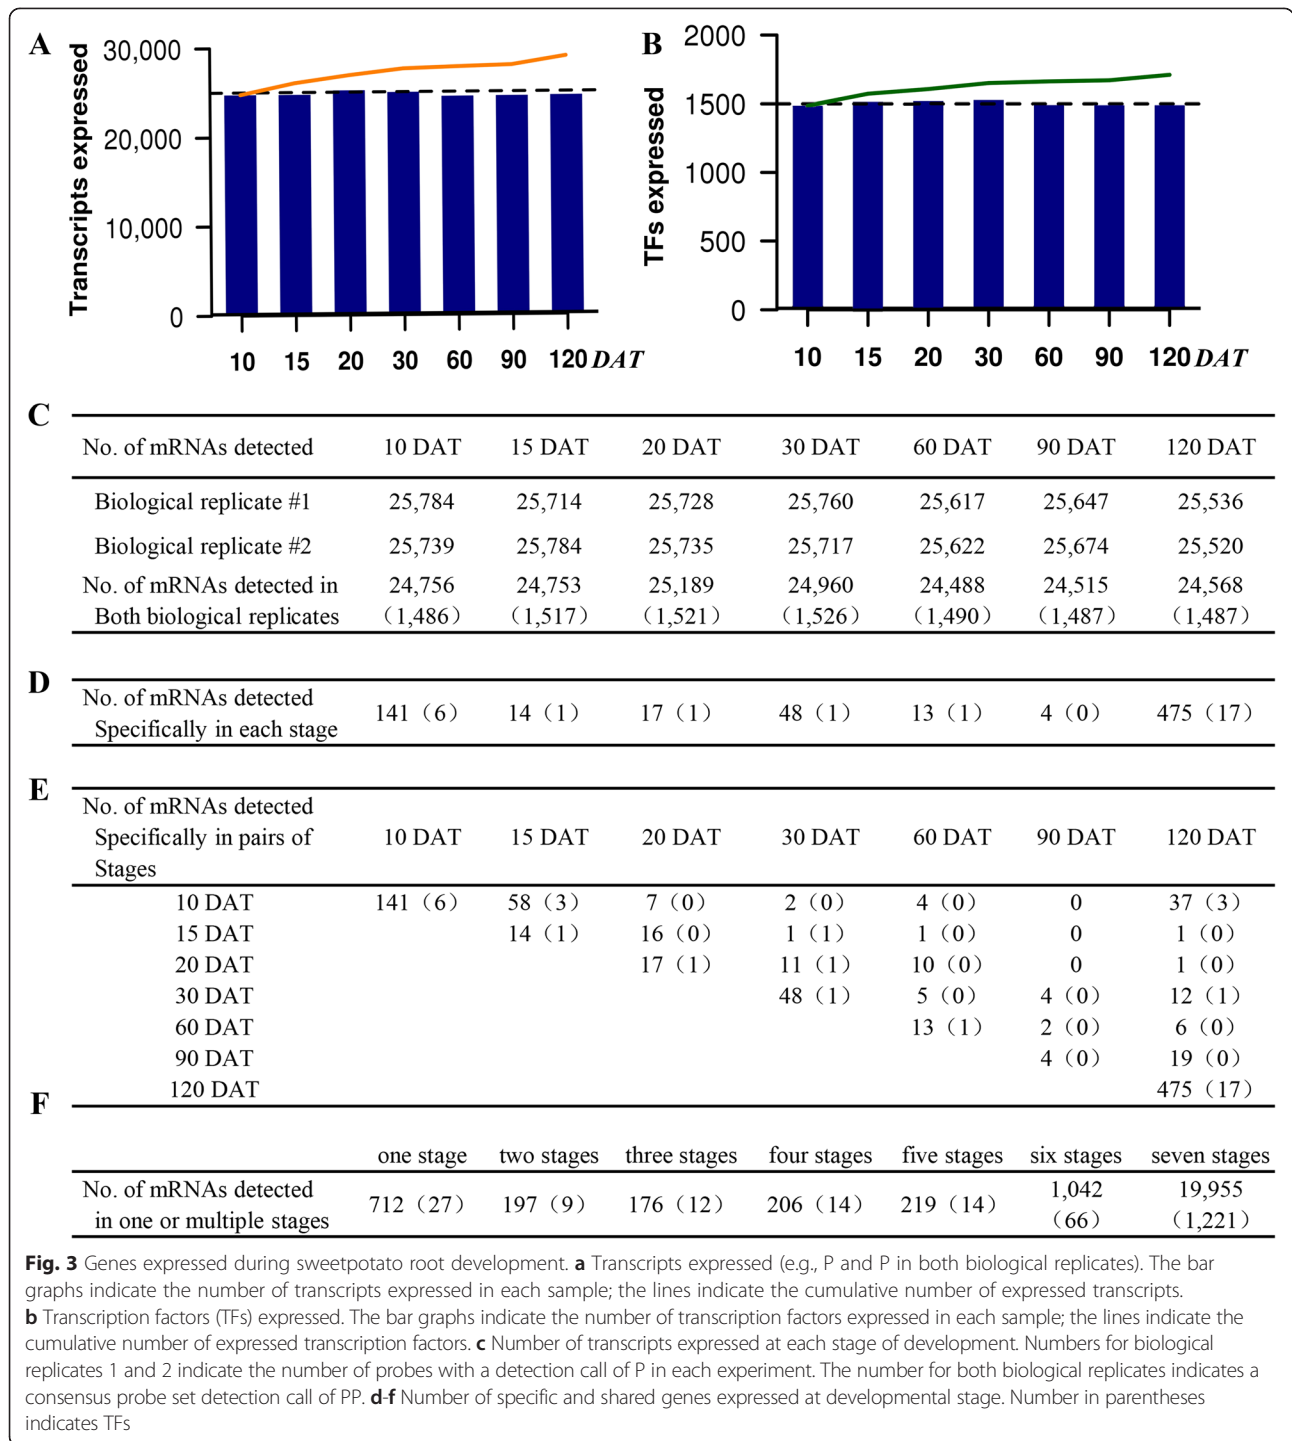 A
Transcripts expressed
30,000
20,000
10,000
0
10 15 20 30 60 90 120 DAT
B
TFs expressed
2000
1500
1000
500
0
10 15 20 30 60 90 120 DAT
C
No. of mRNAs detected 10 DAT 15 DAT 20 DAT 30 DAT 60 DAT 90 DAT 120 DAT
Biological replicate #1 25,784 25,714 25,728 25,760 25,617 25,647 25,536
Biological replicate #2 25,739 25,784 25,735 25,717 25,622 25,674 25,520
No. of mRNAs detected in 24,756 24,753 25,189 24,960 24,488 24,515 24,568
Both biological replicates (1,486) (1,517) (1,521) (1,526) (1,490) (1,487) (1,487)
D
No. of mRNAs detected
Specifically in each stage 141 (6) 14 (1) 17 (1) 48 (1) 13 (1) 4 (0) 475 (17)
E
No. of mRNAs detected
Specifically in pairs of 10 DAT 15 DAT 20 DAT 30 DAT 60 DAT 90 DAT 120 DAT
Stages
10 DAT 141 (6) 58 (3) 7 (0) 2 (0) 4 (0) 0 37 (3)
15 DAT 14 (1) 16 (0) 1 (1) 1 (0) 0 1 (0)
20 DAT 17 (1) 11 (1) 10 (0) 0 1 (0)
30 DAT 48 (1) 5 (0) 4 (0) 12 (1)
60 DAT 13 (1) 2 (0) 6 (0)
90 DAT 4 (0) 19 (0)
120 DAT 475 (17)
F
one stage two stages three stages four stages five stages six stages seven stages
No. of mRNAs detected 1,042 19,955
712 (27) 197 (9) 176 (12) 206 (14) 219 (14)
in one or multiple stages (66) (1,221)
Fig. 3 Genes expressed during sweetpotato root development. a Transcripts expressed (e.g., P and P in both biological replicates). The bar
graphs indicate the number of transcripts expressed in each sample; the lines indicate the cumulative number of expressed transcripts.
b Transcription factors (TFs) expressed. The bar graphs indicate the number of transcription factors expressed in each sample; the lines indicate the
cumulative number of expressed transcription factors. c Number of transcripts expressed at each stage of development. Numbers for biological
replicates 1 and 2 indicate the number of probes with a detection call of P in each experiment. The number for both biological replicates indicates a
consensus probe set detection call of PP. d-f Number of specific and shared genes expressed at developmental stage. Number in parentheses
indicates TFs